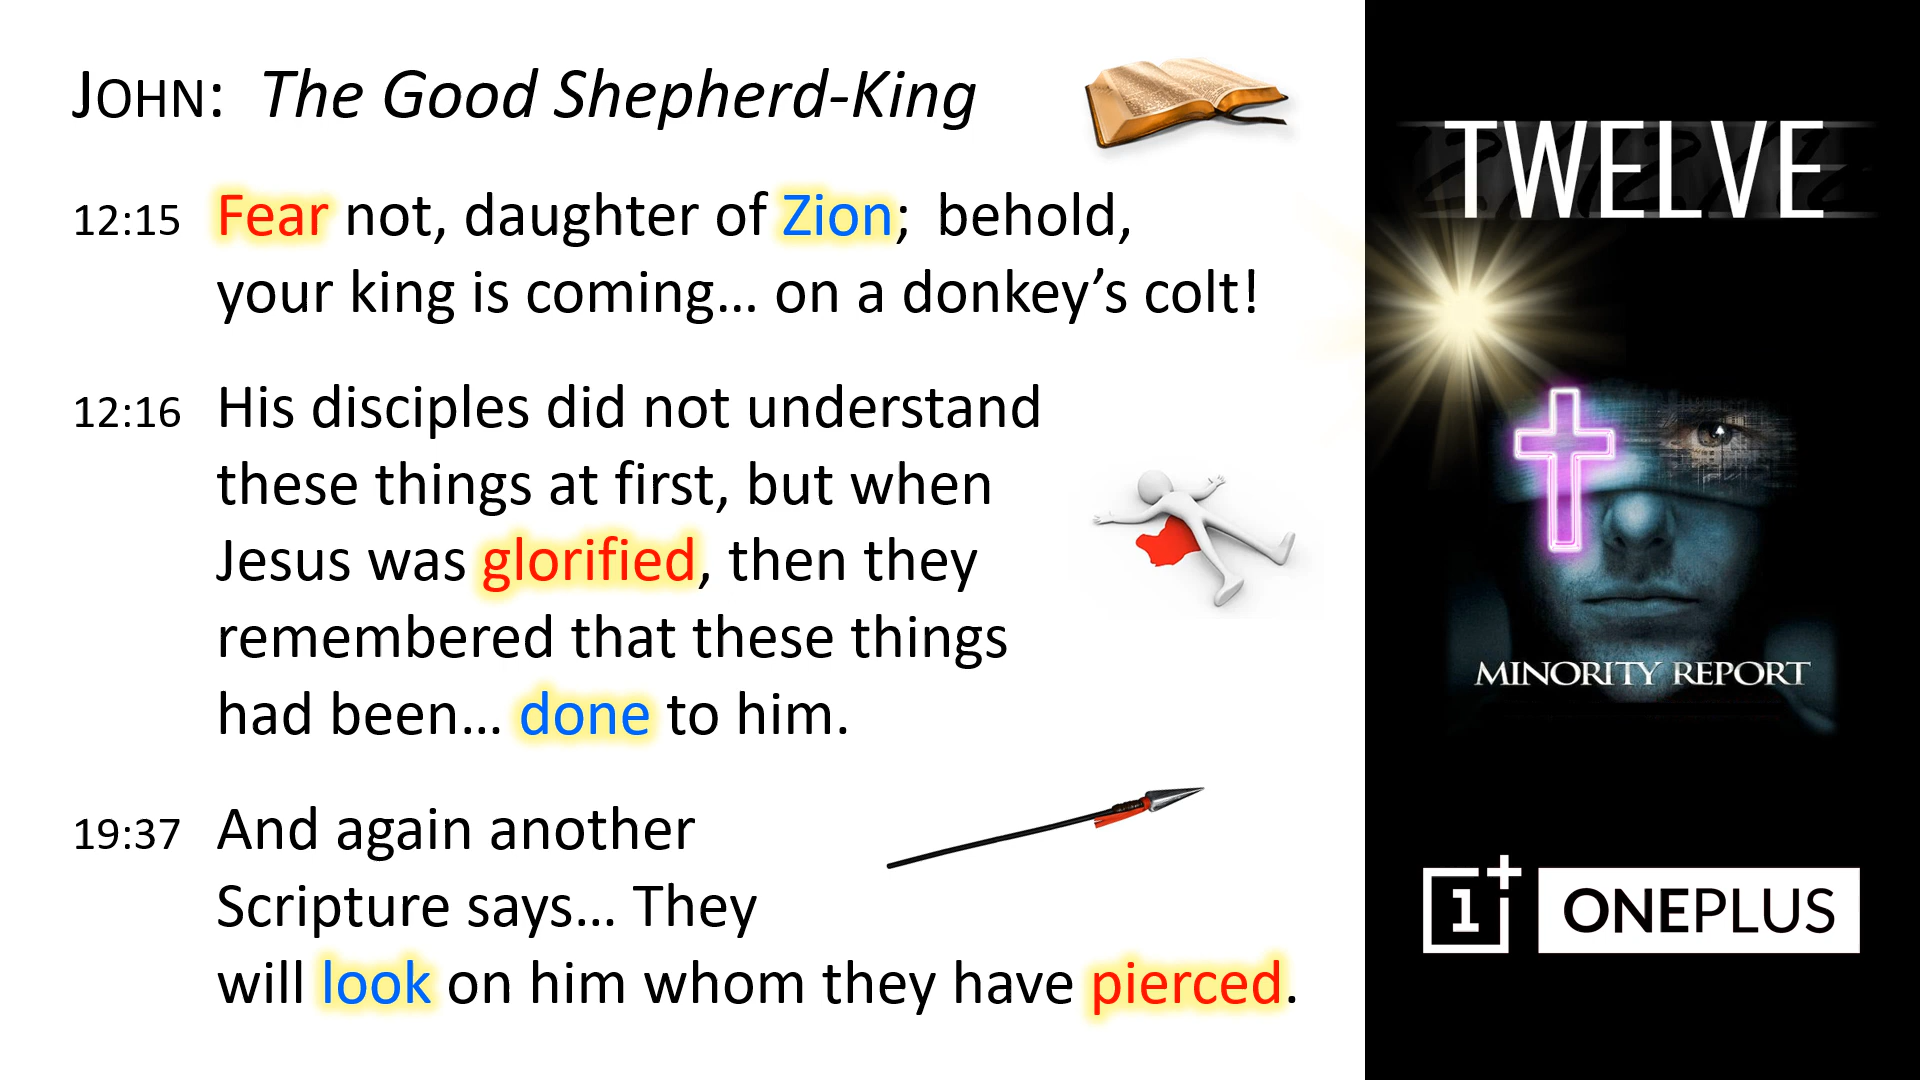 JOHN: The Good Shepherd-King
12:15 Fear not, daughter of Zion; behold,
your king is coming... on a donkey’s colt!
12:16 His disciples did not understand
these things at first, but when
Jesus was glorified, then they
remembered that these things
had been... done to him.
19:37 And again another
Scripture says... They
will look on him whom they have pierced.
TWELVE
MINORITY REPORT
1+ ONEPLUS